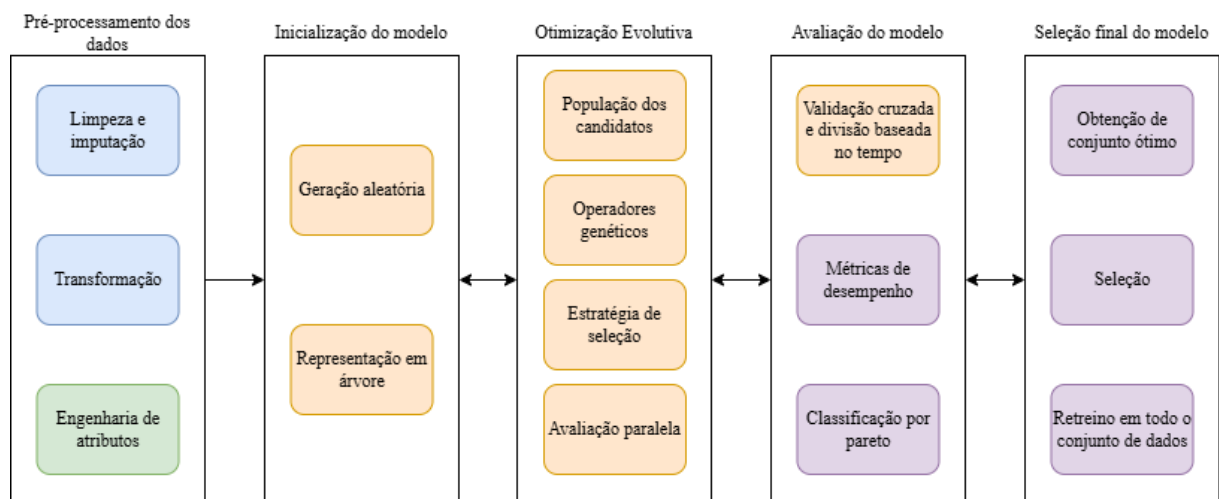 Pré-processamento dos
dados
Limpeza e
imputação
Transformação
Engenharia de
atributos
Inicialização do modelo
Geração aleatória
Representação em
árvore
Otimização Evolutiva
População dos
candidatos
Operadores
genéticos
Estratégia de
seleção
Avaliação paralela
Avaliação do modelo
Validação cruzada
e divisão baseada
no tempo
Métricas de
desempenho
Classificação por
pareto
Seleção final do modelo
Obtenção de
conjunto ótimo
Seleção
Retreino em todo o
conjunto de dados